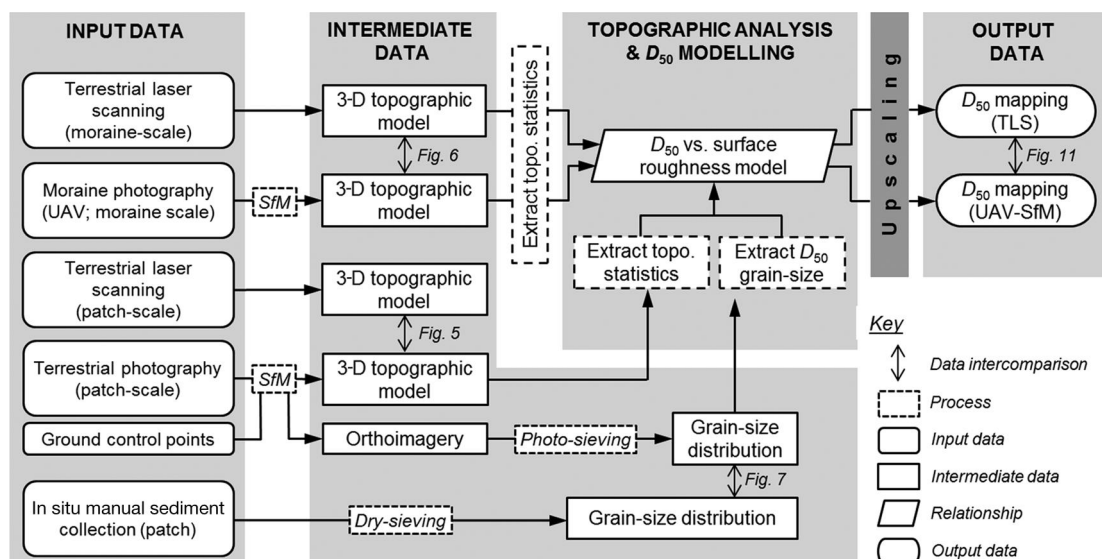 INPUT DATA
Terrestrial laser
scanning
(moraine-scale)
Moraine photography
(UAV; moraine scale)
Terrestrial laser
scanning
(patch-scale)
Terrestrial photography
(patch-scale)
Ground control points
In situ manual sediment
collection (patch)
SfM
SfM
Dry-sieving
INTERMEDIATE
DATA
3-D topographic
model
Fig. 6
3-D topographic
model
3-D topographic
model
Fig. 5
3-D topographic
model
Orthoimagery
Photo-sieving
Grain-size
distribution
Fig. 7
Grain-size distribution
Extract topo. statistics
TOPOGRAPHIC ANALYSIS
& D50 MODELLING
D50 vs. surface
roughness model
Extract topo.
statistics
Extract D50
grain-size
Upscaling
OUTPUT
DATA
D50 mapping
(TLS)
Fig. 11
D50 mapping
(UAV-SfM)
Key
Data intercomparison
Process
Input data
Intermediate data
Relationship
Output data